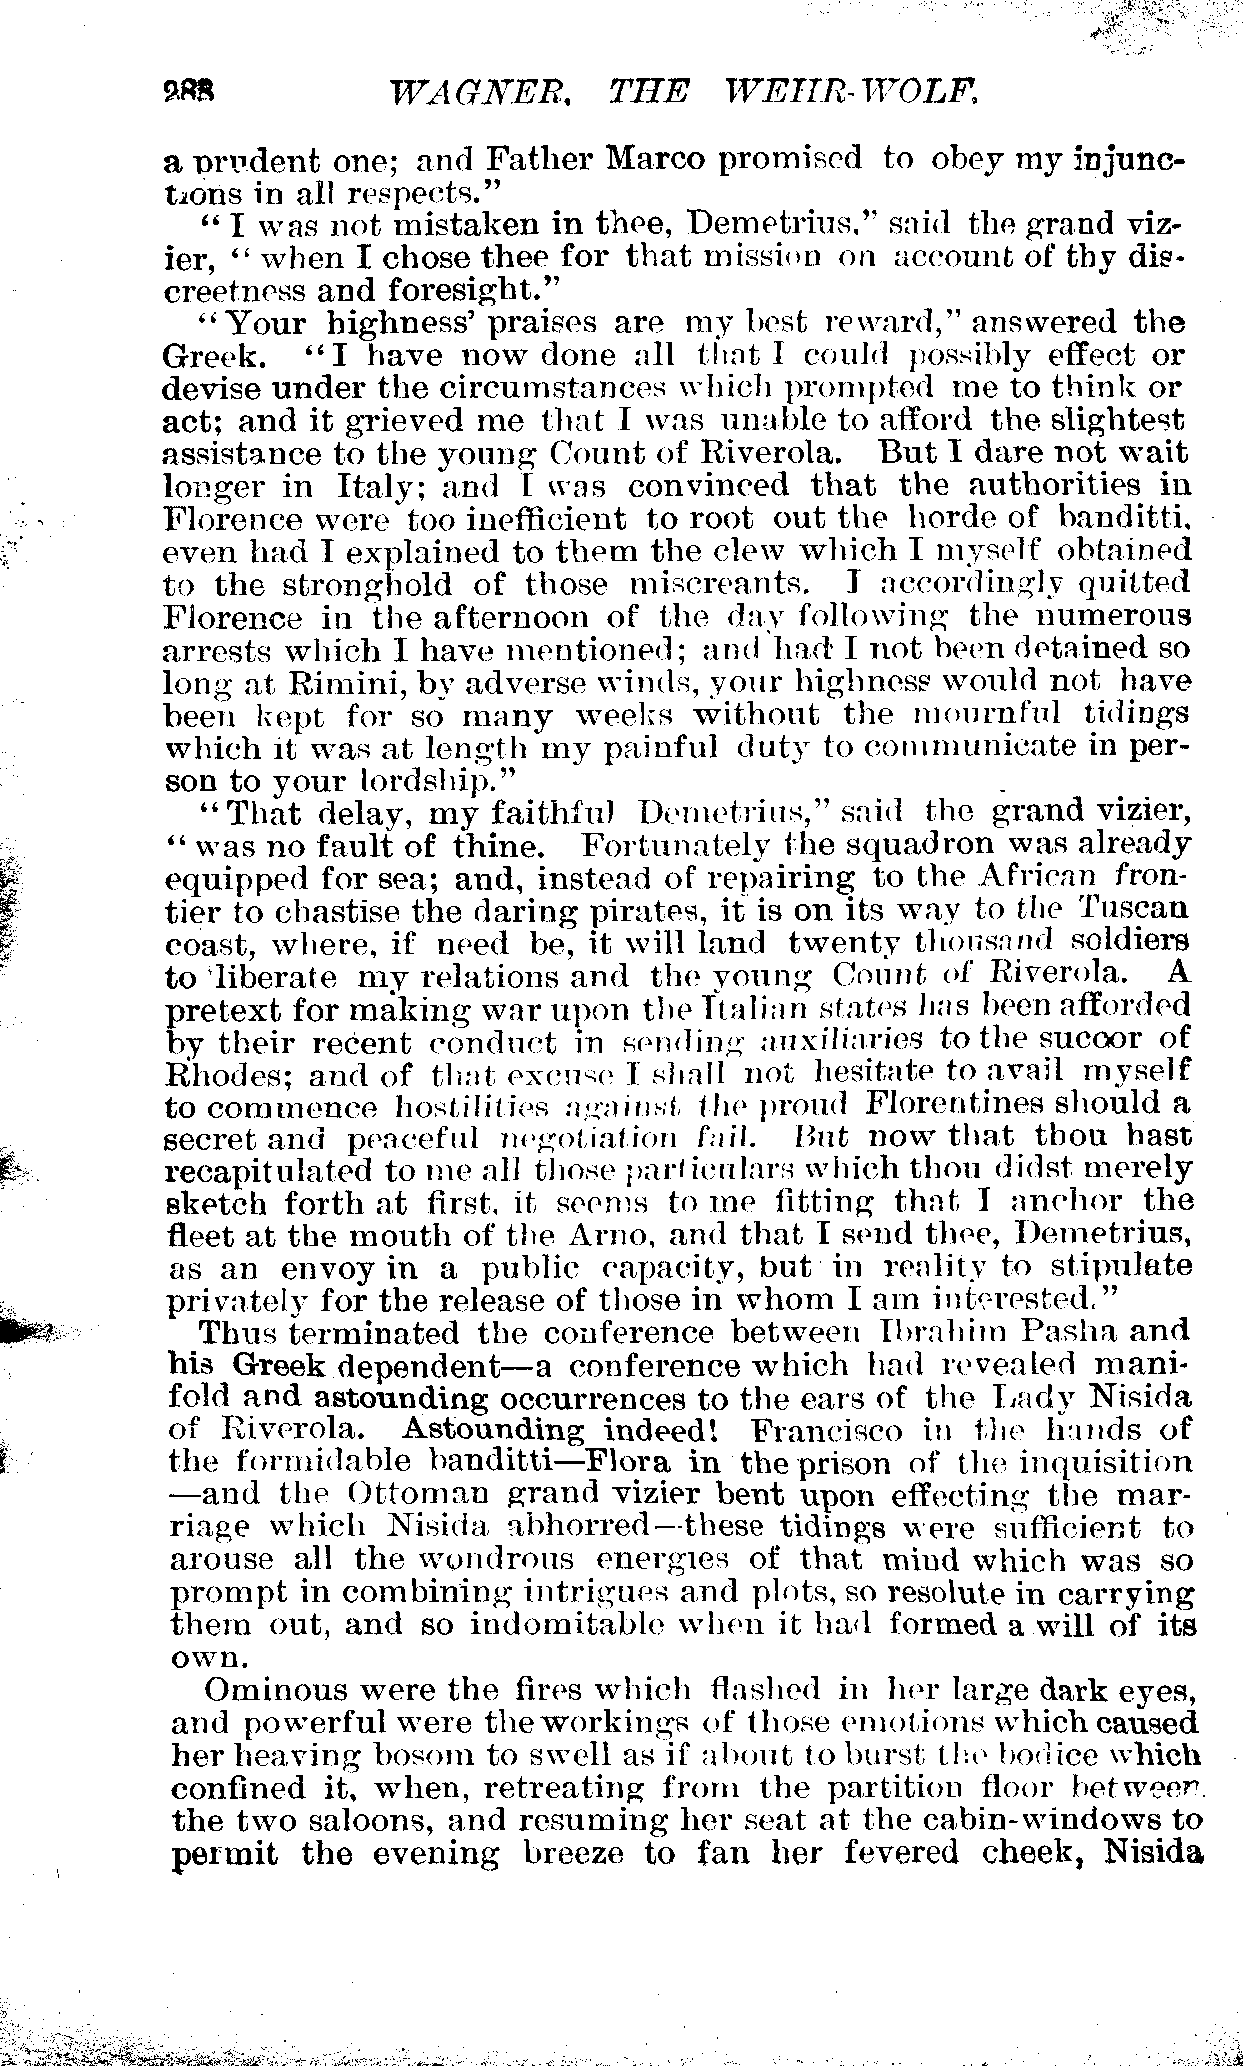 288 WAGNER, THE WEHR-WOLF.
a prudent one; and Father Marco promised to obey my injunc-
tions in all respects."
"I was not mistaken in thee, Demetrius," said the grand viz-
ier, "when I chose thee for that mission on account of thy dis-
creetness and foresight."
"Your highness' praises are my best reward," answered the
Greek. "I have now done all that I could possibly effect or
devise under the circumstances which prompted me to think or
act; and it grieved me that I was unable to afford the slightest
assistance to the young Count of Riverola. But I dare not wait
longer in Italy; and I was convinced that the authorities in
Florence were too inefficient to root out the horde of banditti,
even had I explained to them the clew which I myself obtained
to the stronghold of those miscreants. I accordingly quitted
Florence in the afternoon of the day following the numerous
arrests which I have mentioned; and had I not been detained so
long at Rimini, by adverse winds, your highness would not have
been kept for so many weeks without the mournful tidings
which it was at length my painful duty to communicate in per-
son to your lordship."
"That delay, my faithful Demetrius," said the grand vizier,
"was no fault of thine. Fortunately the squadron was already
equipped for sea; and, instead of repairing to the African fron-
tier to chastise the daring pirates, it is on its way to the Tuscan
coast, where, if need be, it will land twenty thousand soldiers
to liberate my relations and the young Count of Riverola. A
pretext for making war upon the Italian states has been afforded
by their recent conduct in sending auxiliaries to the succor of
Rhodes; and of that excuse I shall not hesitate to avail myself
to commence hostilities against the proud Florentines should a
secret and peaceful negotiation fail. But now that thou hast
recapitulated to me all those particulars which thou didst merely
sketch forth at first, it seems to me fitting that I anchor the
fleet at the mouth of the Arno, and that I send thee, Demetrius,
as an envoy in a public capacity, but in reality to stipulate
privately for the release of those in whom I am interested."
Thus terminated the conference between Ibrahim Pasha and
his Greek dependent—a conference which had revealed mani-
fold and astounding occurrences to the ears of the Lady Nisida
of Riverola. Astounding indeed! Francisco in the hands of
the formidable banditti—Flora in the prison of the inquisition
—and the Ottoman grand vizier bent upon effecting the mar-
riage which Nisida abhorred—these tidings were sufficient to
arouse all the wondrous energies of that mind which was so
prompt in combining intrigues and plots, so resolute in carrying
them out, and so indomitable when it had formed a will of its
own.
Ominous were the fires which flashed in her large dark eyes,
and powerful were the workings of those emotions which caused
her heaving bosom to swell as if about to burst the bodice which
confined it, when, retreating from the partition floor between
the two saloons, and resuming her seat at the cabin-windows to
permit the evening breeze to fan her fevered cheek, Nisida